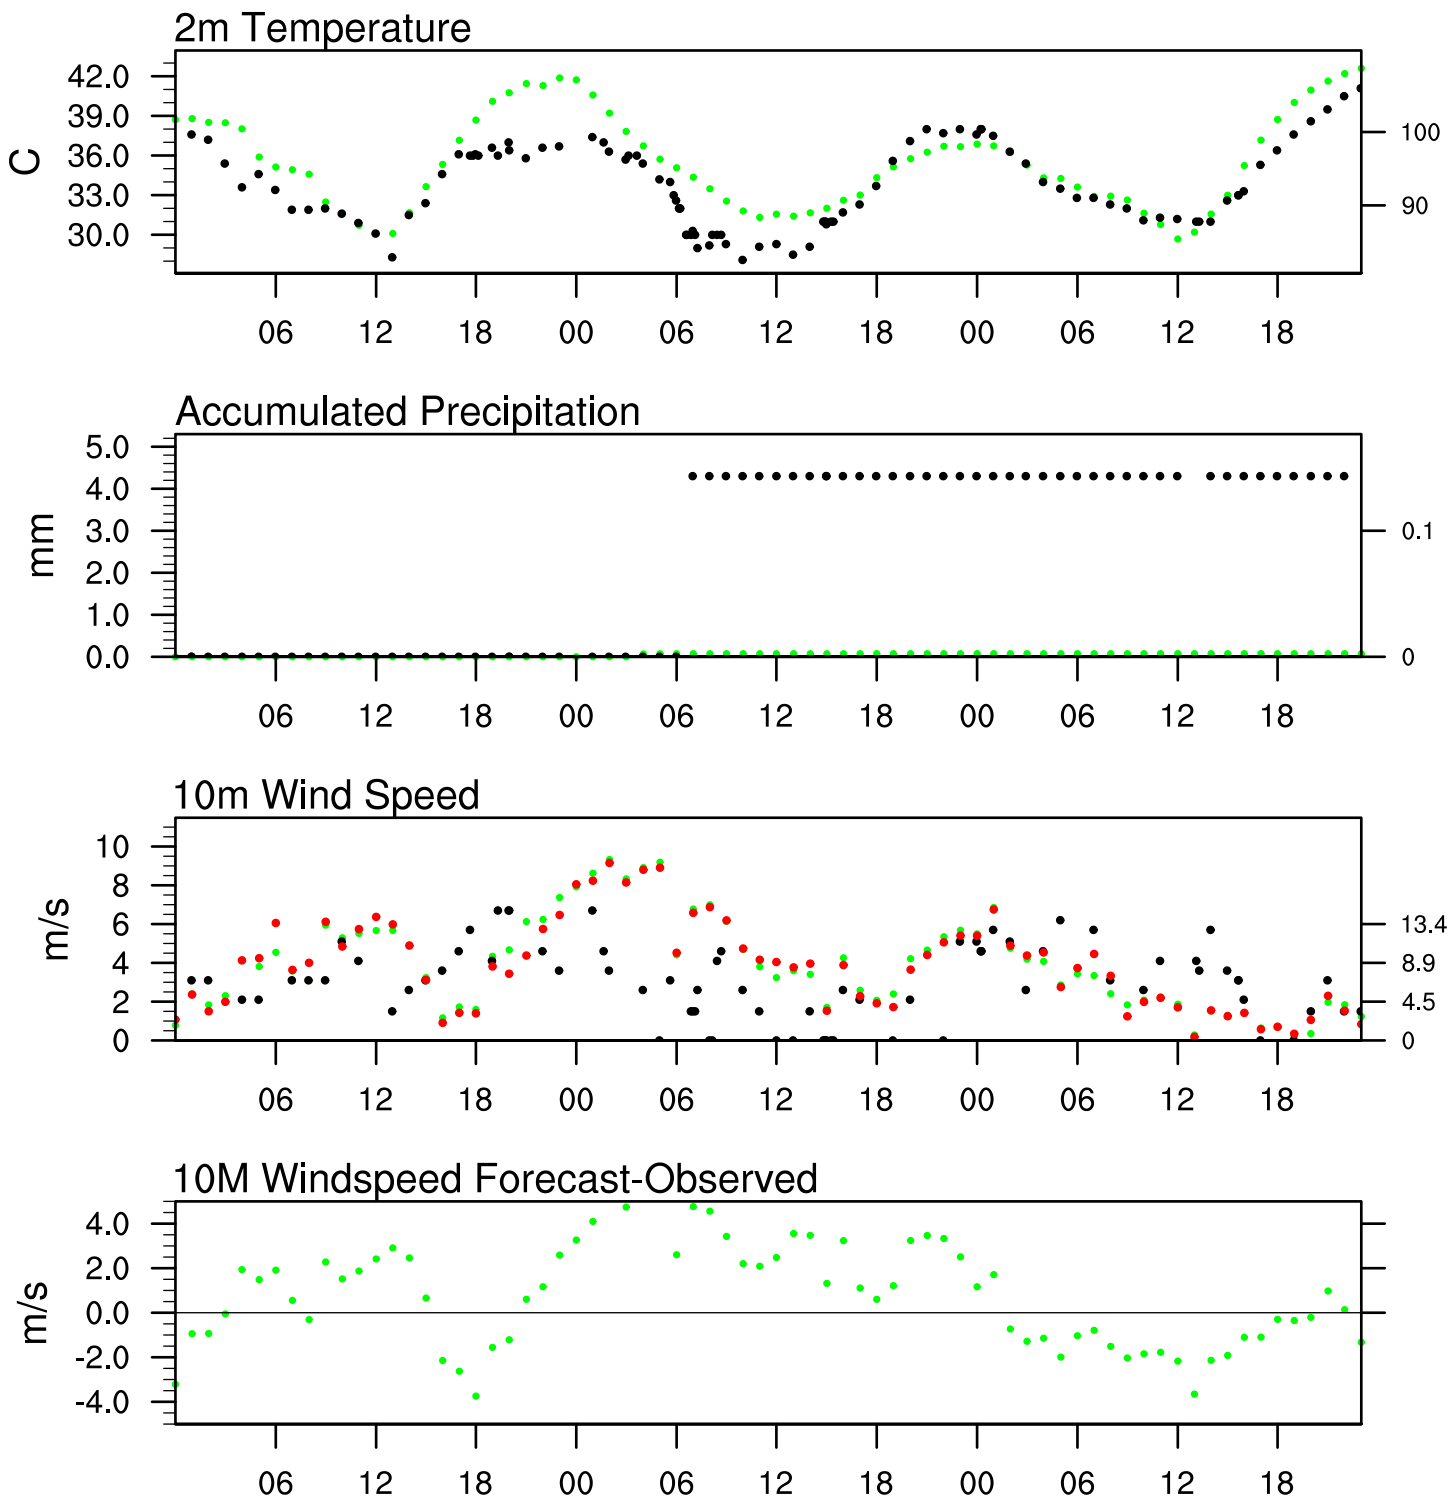 2m Temperature
C
42.0
39.0
36.0
33.0
30.0
100
90
06 12 18 00 06 12 18 00 06 12 18
Accumulated Precipitation
mm
5.0
4.0
3.0
2.0
1.0
0.0
0.1
0
06 12 18 00 06 12 18 00 06 12 18
10m Wind Speed
m/s
10
8
6
4
2
0
13.4
8.9
4.5
0
06 12 18 00 06 12 18 00 06 12 18
10M Windspeed Forecast-Observed
m/s
4.0
2.0
0.0
-2.0
-4.0
06 12 18 00 06 12 18 00 06 12 18